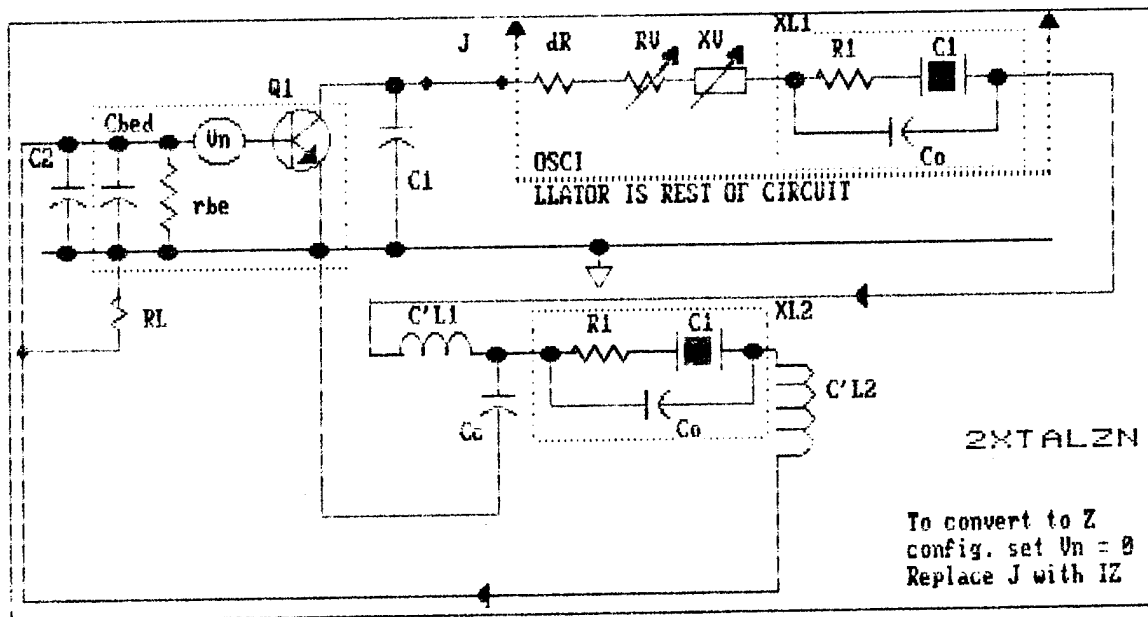 J dR RV XV XL1
R1 C1
Q1
Cbed
C2 Vn
Co
OSCI
LLATOR IS REST OF CIRCUIT
C1
rbe
RL
C'L1 R1 C1 XL2
C'L2
Cc Co
2XTALZN
To convert to Z
config. set Vn = 0
Replace J with IZ